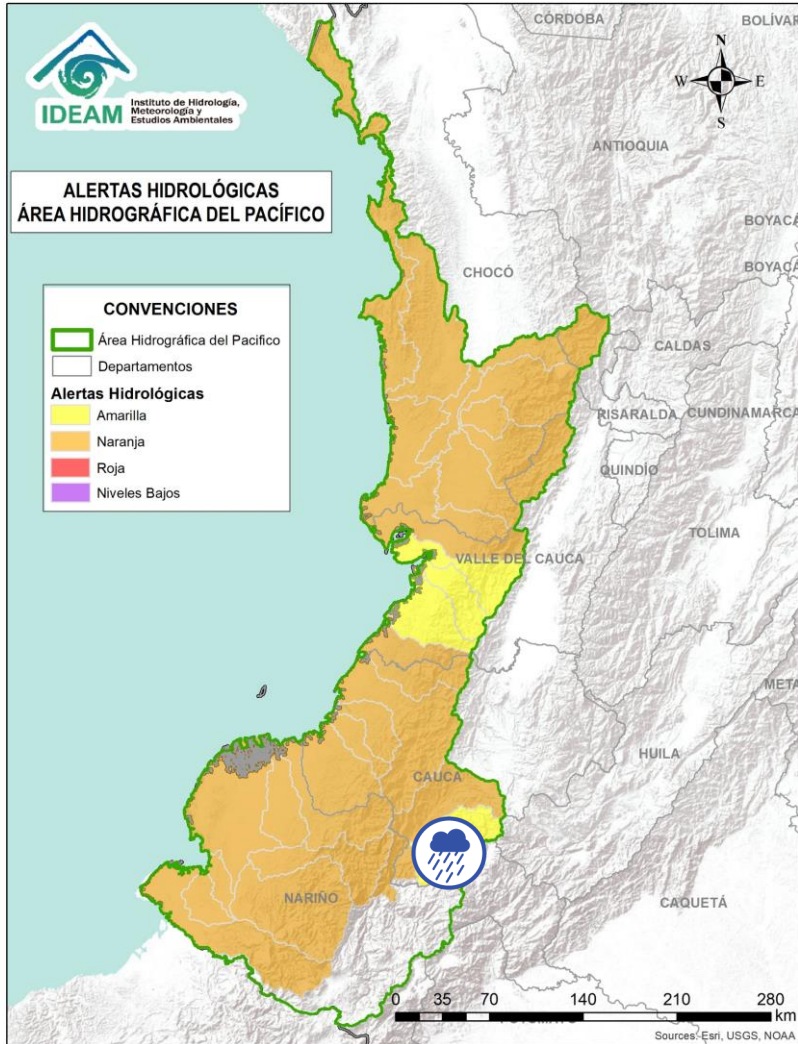 IDEAM
Instituto de Hidrología,
Meteorología y
Estudios Ambientales
ALERTAS HIDROLÓGICAS
ÁREA HIDROGRÁFICA DEL PACÍFICO
CONVENCIONES
Área Hidrográfica del Pacifico
Departamentos
Alertas Hidrológicas
Amarilla
Naranja
Roja
Niveles Bajos
N
W
E
S
CÓRDOBA
BOLÍVAR
ANTIOQUIA
BOYACÁ
CHOCÓ
BOYACÁ
CALDAS
RISARALDA
CUNDINAMARCA
QUINDÍO
TOLIMA
VALLE DEL CAUCA
META
HUILA
CAUCA
NARIÑO
CAQUETÁ
0 35 70 140 210 280
km
Sources: Esri, USGS, NOAA